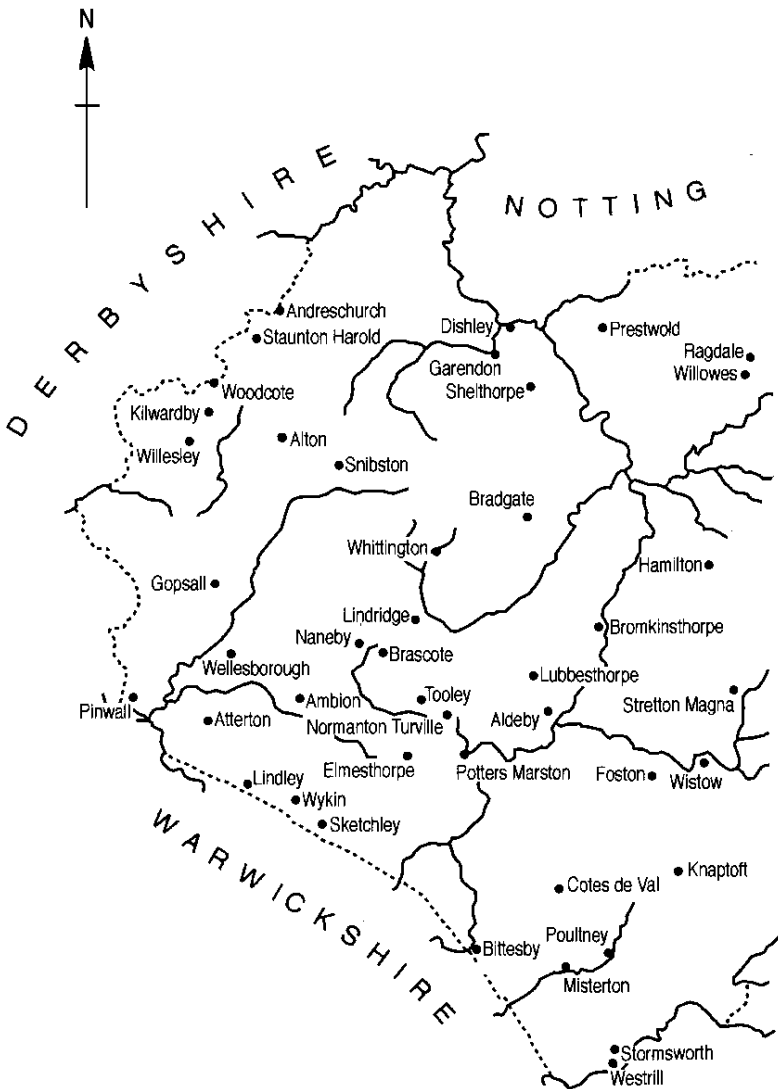 N
DERBYSHIRE
NOTTING
Andreschurch
Staunton Harold
Dishley
Prestwold
Garendon
Ragdale
Willowes
Shelthorpe
Woodcote
Kilwardby
Alton
Willesley
Snibston
Bradgate
Whittington
Hamilton
Gopsall
Lindridge
Bromkinsthorpe
Naneby
Brascote
Wellesborough
Lubbesthorpe
Pinwall
Ambion
Tooley
Stretton Magna
Atterton
Normanton Turville
Aldeby
Elmesthorpe
Potters Marston
Foston
Wistow
Lindley
Wykin
Sketchley
WARWICKSHIRE
Knaptoft
Cotes de Val
Poultney
Bittesby
Misterton
Stormsworth
Westrill